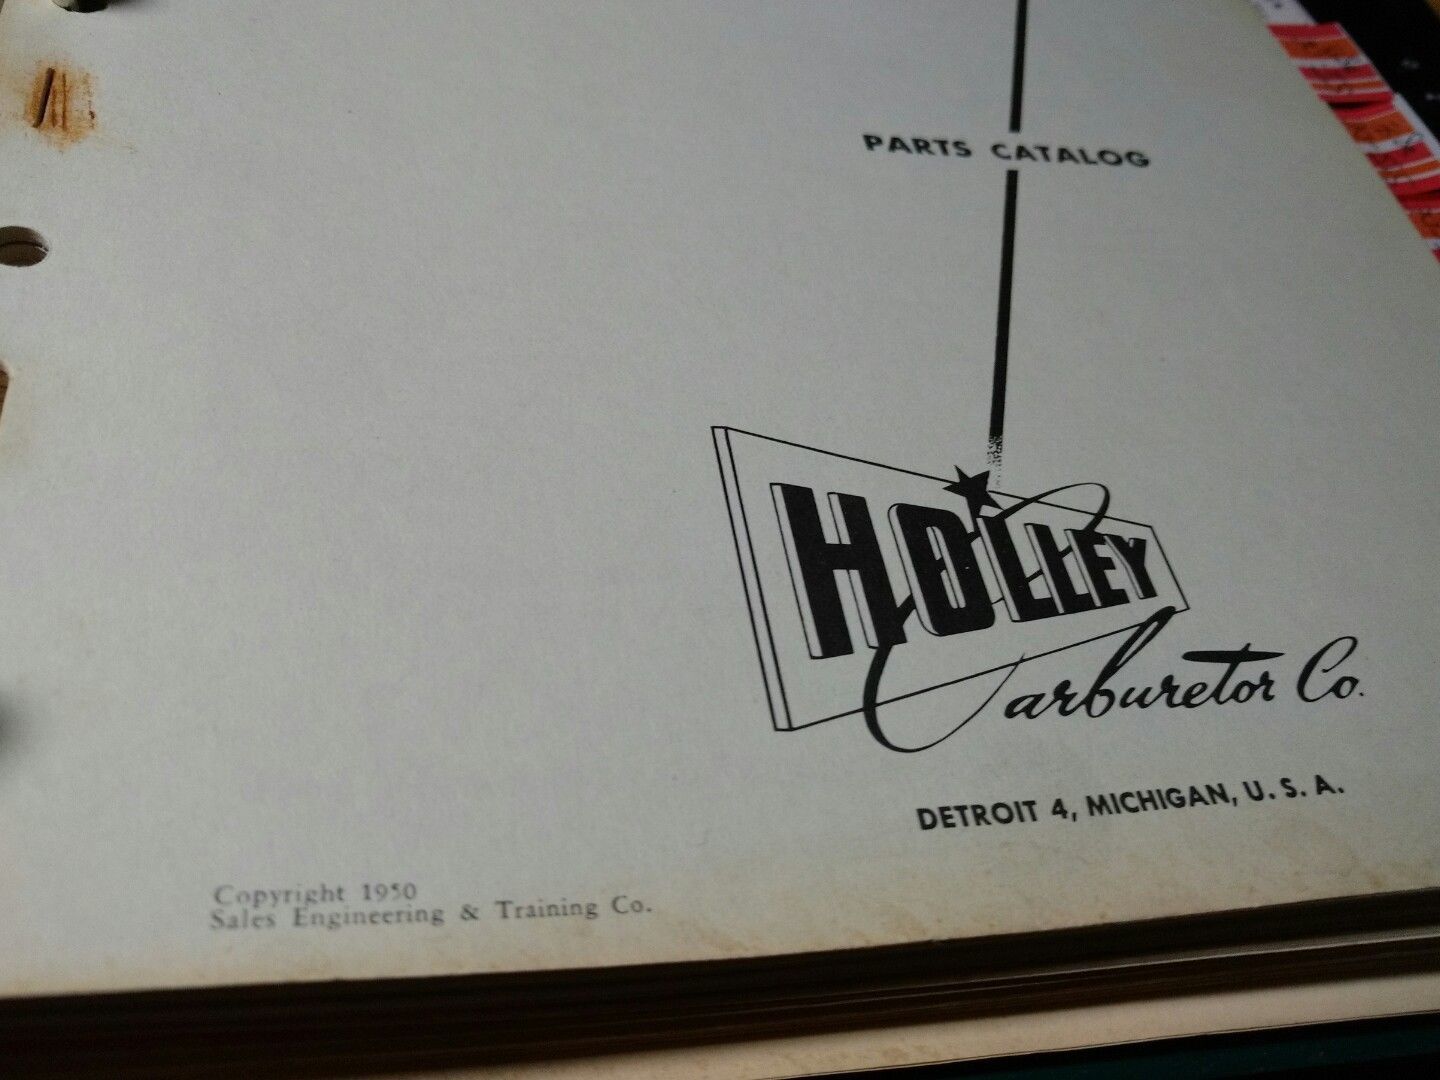 PARTS CATALOG
HOLLEY
Carburetor Co.
DETROIT 4, MICHIGAN, U. S. A.
Copyright 1950
Sales Engineering & Training Co.